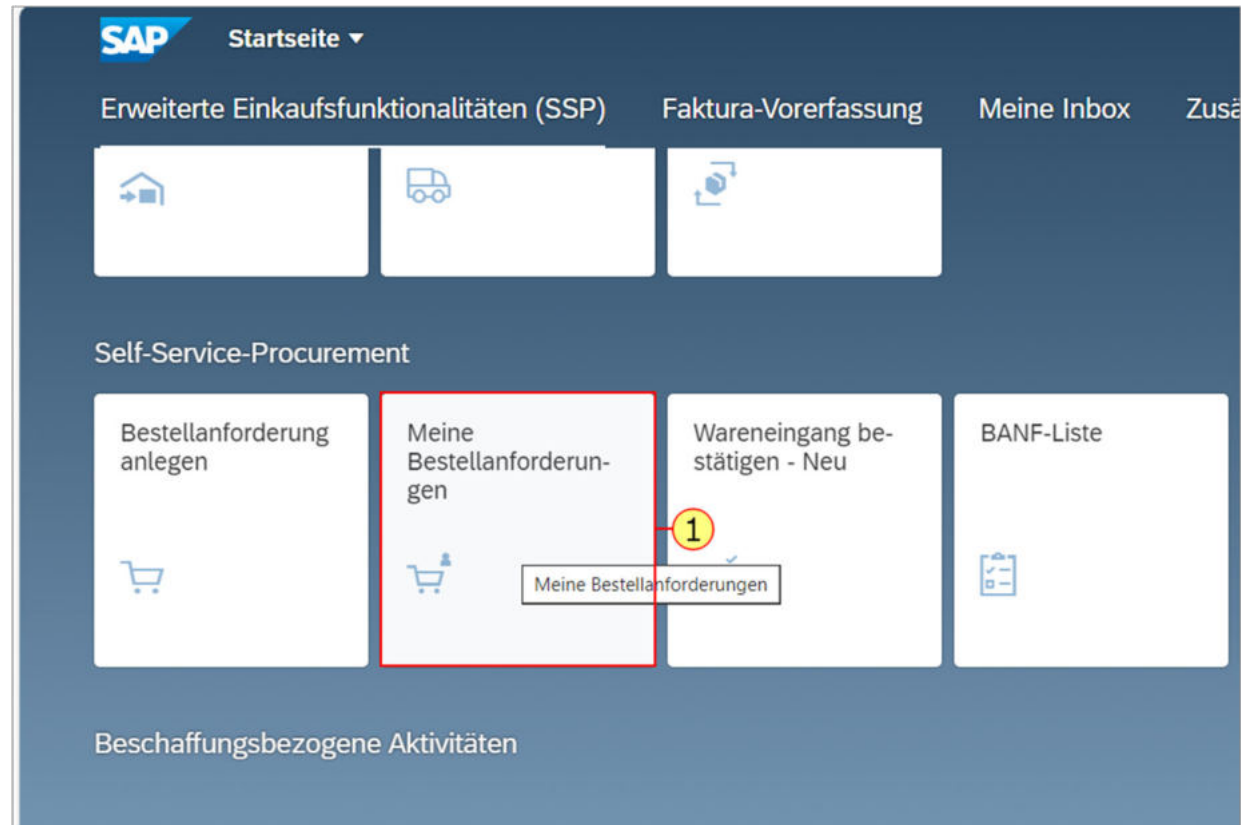 SAP Startseite
Erweiterte Einkaufsfunktionalitäten (SSP) Faktura-Vorerfassung Meine Inbox Zusä
Self-Service-Procurement
Bestellanforderung
anlegen
Meine
Bestellanforderun-
gen
Wareneingang be-
stätigen - Neu
BANF-Liste
1
Meine Bestellanforderungen
Beschaffungsbezogene Aktivitäten